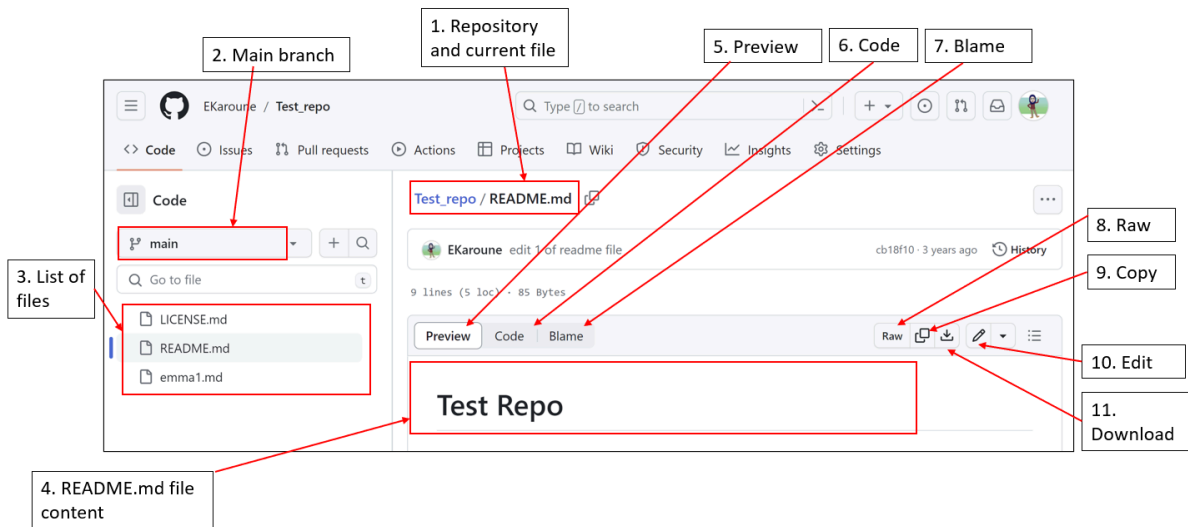 1. Repository
and current file
2. Main branch
5. Preview
6. Code
7. Blame
EKaroune / Test_repo
Type / to search
Code
Issues
Pull requests
Actions
Projects
Wiki
Security
Insights
Settings
Code
Test_repo / README.md
main
EKaroune edit 1 of readme file
cb18f10 · 3 years ago
History
8. Raw
9. Copy
3. List of
files
Go to file
t
9 lines (5 loc) · 85 Bytes
LICENSE.md
README.md
emma1.md
Preview
Code
Blame
Raw
10. Edit
Test Repo
11.
Download
4. README.md file
content